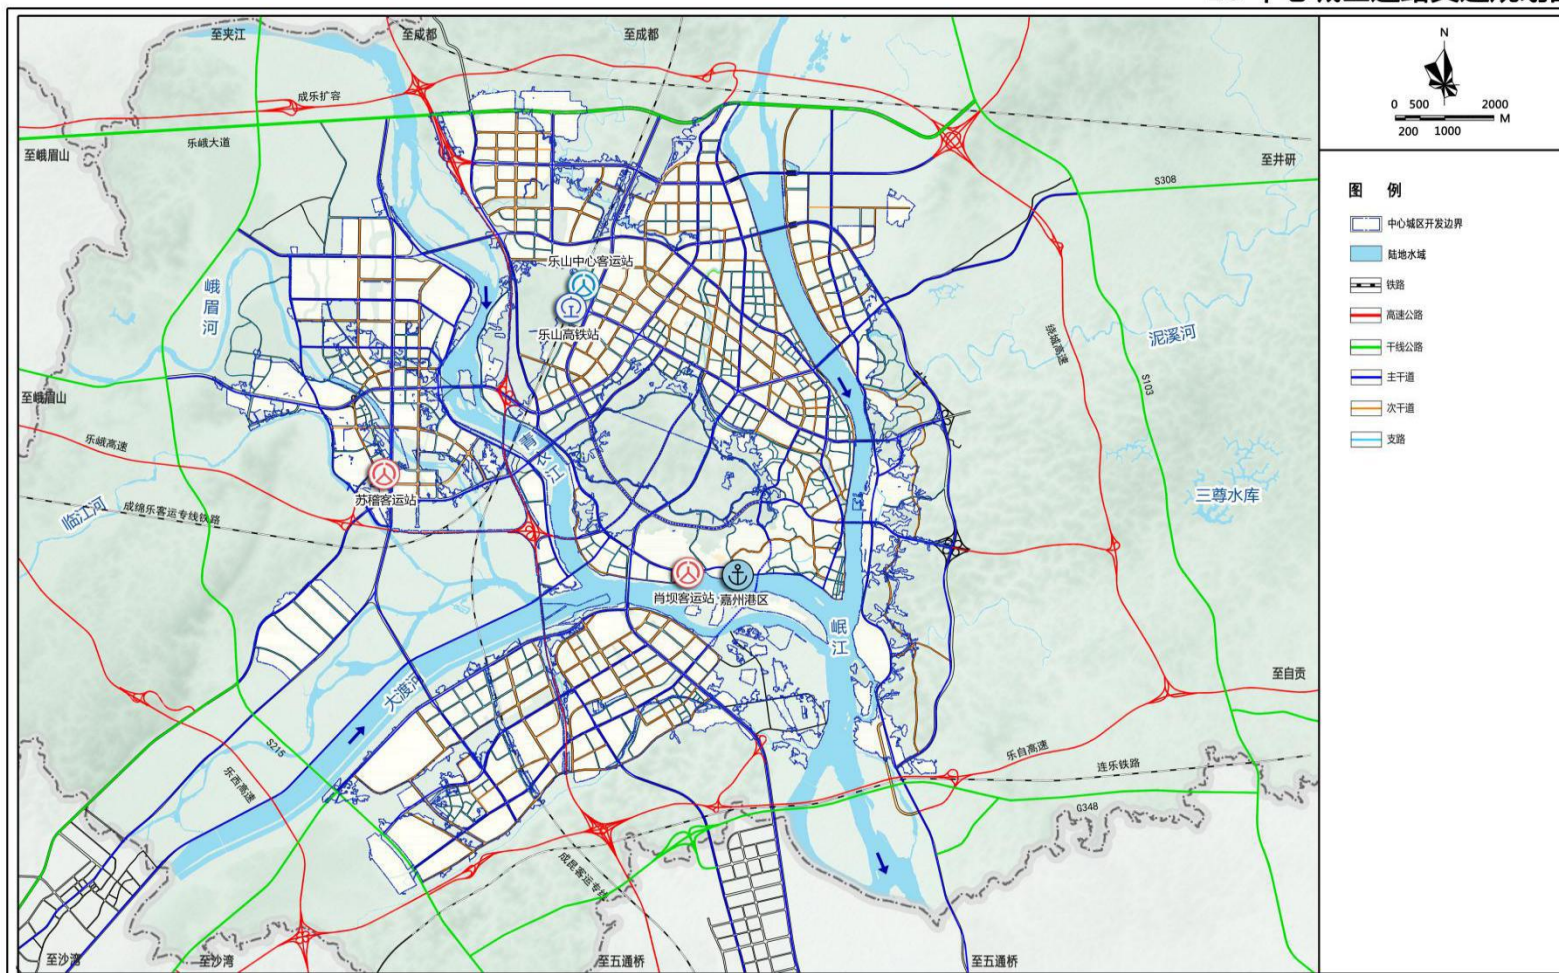 至夹江
至成都
至成都
N
成乐扩容
0 500 2000
M
200 1000
乐峨大道
至峨眉山
至井研
S308
图 例
中心城区开发边界
陆地水域
铁路
高速公路
干线公路
主干道
次干道
支路
乐山中心客运站
峨眉河
乐山高铁站
绕城高速
泥溪河
S103
至峨眉山
乐峨高速
青衣江
苏稽客运站
三尊水库
临江河
成绵乐客运专线铁路
肖坝客运站
嘉州港区
岷江
大渡河
至自贡
S215
乐自高速
连乐铁路
乐西高速
G348
成昆客运专线
至沙湾
至沙湾
至五通桥
至五通桥